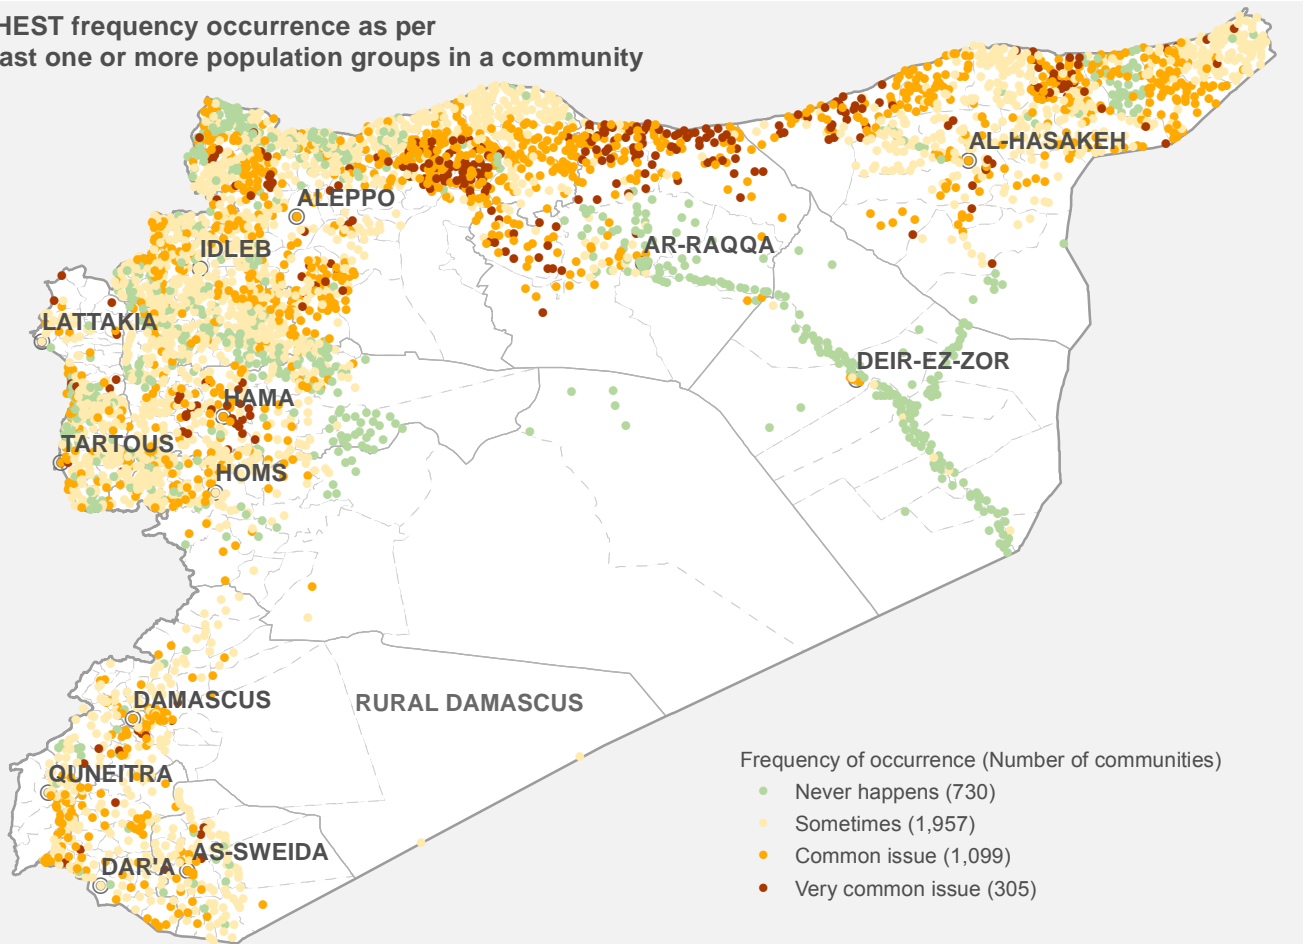 HEST frequency occurrence as per
ast one or more population groups in a community
AL-HASAKEH
ALEPPO
AR-RAQQA
IDLEB
LATTAKIA
DEIR-EZ-ZOR
HAMA
TARTOUS
HOMS
DAMASCUS
RURAL DAMASCUS
QUNEITRA
AS-SWEIDA
DAR'A
Frequency of occurrence (Number of communities)
Never happens (730)
Sometimes (1,957)
Common issue (1,099)
Very common issue (305)